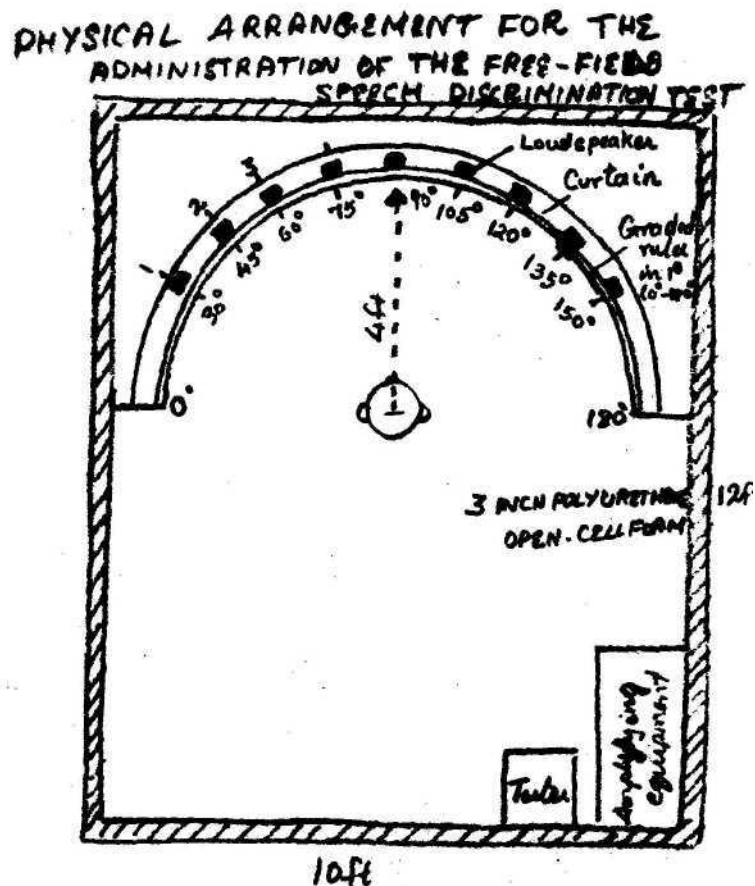 PHYSICAL ARRANGEMENT FOR THE
ADMINISTRATION OF THE FREE-FIELD
SPEECH DISCRIMINATION TEST
Loudspeaker
Curtain
Graded
rule
in 1°
1
2
3
30°
45°
60°
75°
90°
105°
120°
135°
150°
4ft
0°
180°
3 INCH POLYURETHANE
OPEN-CELL FOAM
12ft
Amplifying
equipment
10ft